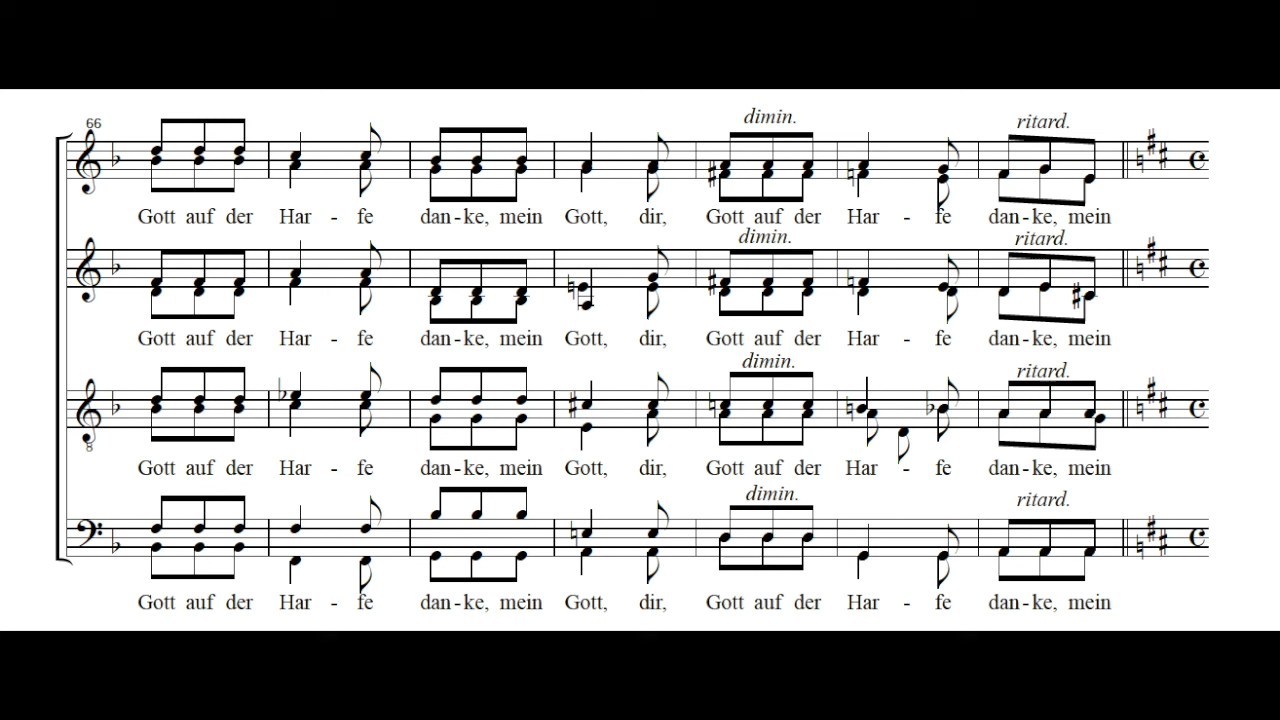 66
dimin. ritard.
Gott auf der Har - fe dan - ke, mein Gott, dir, Gott auf der Har - fe dan - ke, mein
dimin. ritard.
Gott auf der Har - fe dan - ke, mein Gott, dir, Gott auf der Har - fe dan - ke, mein
dimin. ritard.
8
Gott auf der Har - fe dan - ke, mein Gott, dir, Gott auf der Har - fe dan - ke, mein
dimin. ritard.
Gott auf der Har - fe dan - ke, mein Gott, dir, Gott auf der Har - fe dan - ke, mein